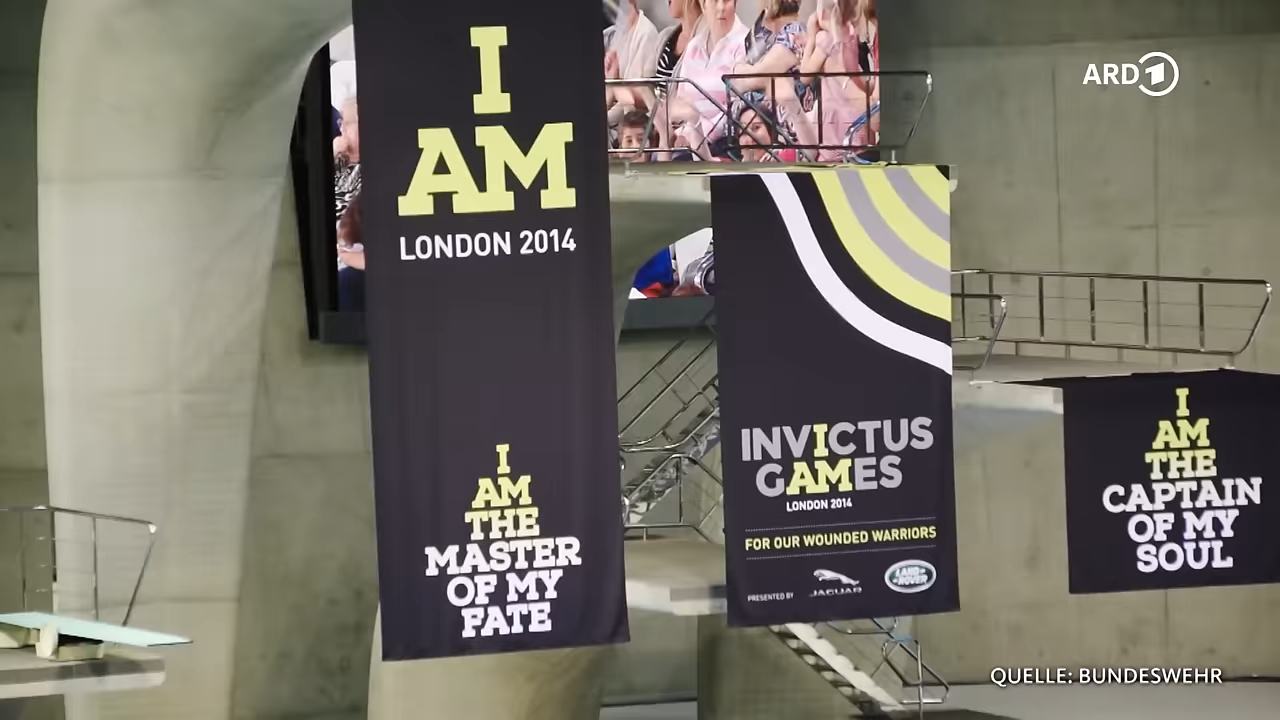 ARD 1
I
AM
LONDON 2014
I
AM
THE
MASTER
OF MY
FATE
INVICTUS
GAMES
LONDON 2014
FOR OUR WOUNDED WARRIORS
PRESENTED BY
JAGUAR
LAND ROVER
I
AM
THE
CAPTAIN
OF MY
SOUL
QUELLE: BUNDESWEHR